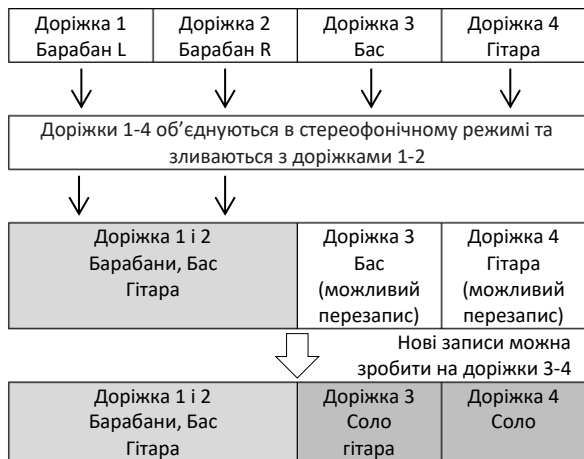 Доріжка 1
Барабан L
Доріжка 2
Барабан R
Доріжка 3
Бас
Доріжка 4
Гітара
Доріжки 1-4 об’єднуються в стереофонічному режимі та
зливаються з доріжками 1-2
Доріжка 1 і 2
Барабани, Бас
Гітара
Доріжка 3
Бас
(можливий
перезапис)
Доріжка 4
Гітара
(можливий
перезапис)
Нові записи можна
зробити на доріжки 3-4
Доріжка 1 і 2
Барабани, Бас
Гітара
Доріжка 3
Соло
гітара
Доріжка 4
Соло